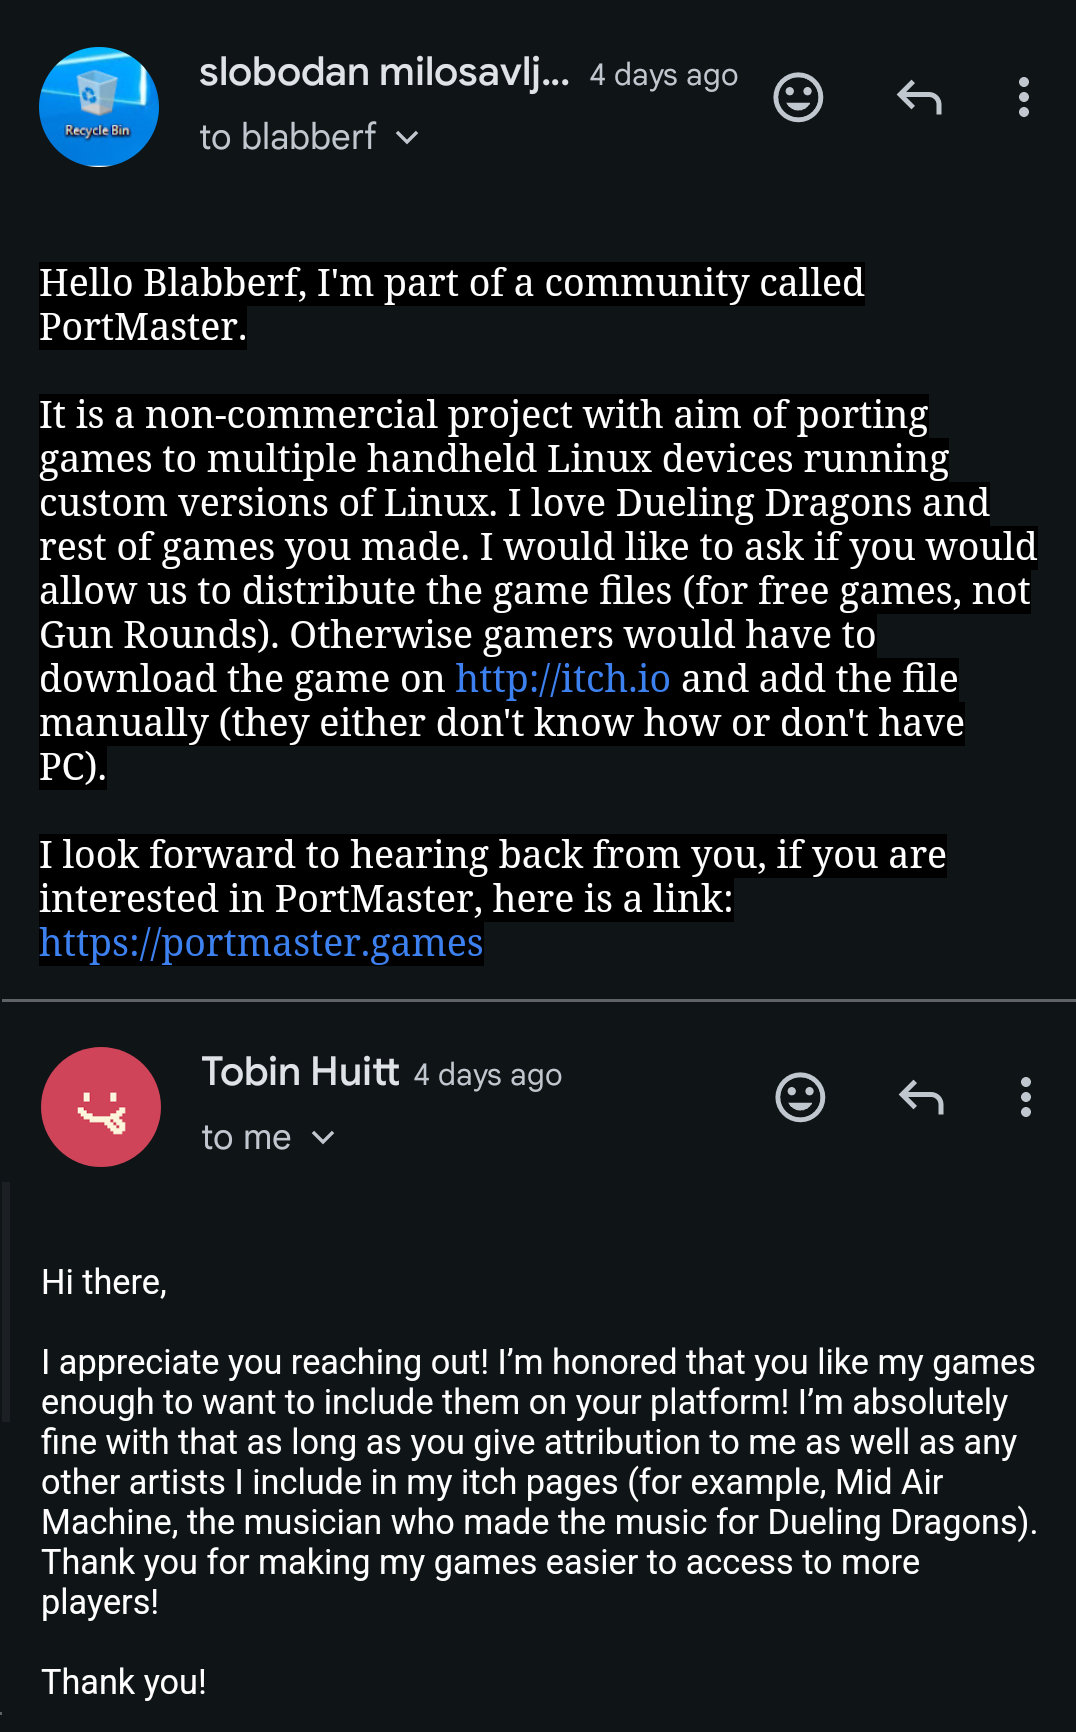 slobodan milosavlj... 4 days ago
to blabberf
Recycle Bin
Hello Blabberf, I'm part of a community called
PortMaster.
It is a non-commercial project with aim of porting
games to multiple handheld Linux devices running
custom versions of Linux. I love Dueling Dragons and
rest of games you made. I would like to ask if you would
allow us to distribute the game files (for free games, not
Gun Rounds). Otherwise gamers would have to
download the game on http://itch.io and add the file
manually (they either don't know how or don't have
PC).
I look forward to hearing back from you, if you are
interested in PortMaster, here is a link:
https://portmaster.games
Tobin Huitt 4 days ago
to me
Hi there,
I appreciate you reaching out! I’m honored that you like my games
enough to want to include them on your platform! I’m absolutely
fine with that as long as you give attribution to me as well as any
other artists I include in my itch pages (for example, Mid Air
Machine, the musician who made the music for Dueling Dragons).
Thank you for making my games easier to access to more
players!
Thank you!